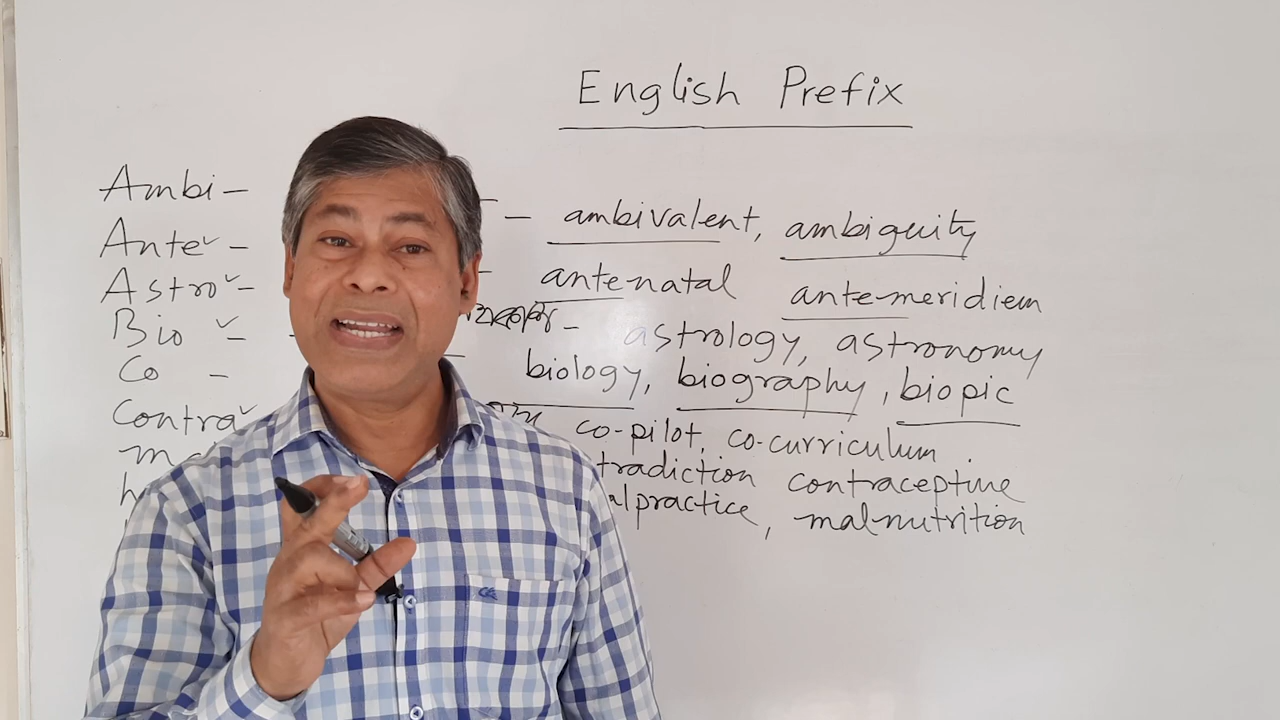 English Prefix
Ambi – – ambivalent, ambiguity
Ante – – antenatal ante-meridiem
Astro – – astrology, astronomy
Bio – – biology, biography, biopic
Co – co-pilot, co-curriculum.
Contra tradiction contraceptive
alpractice, malnutrition